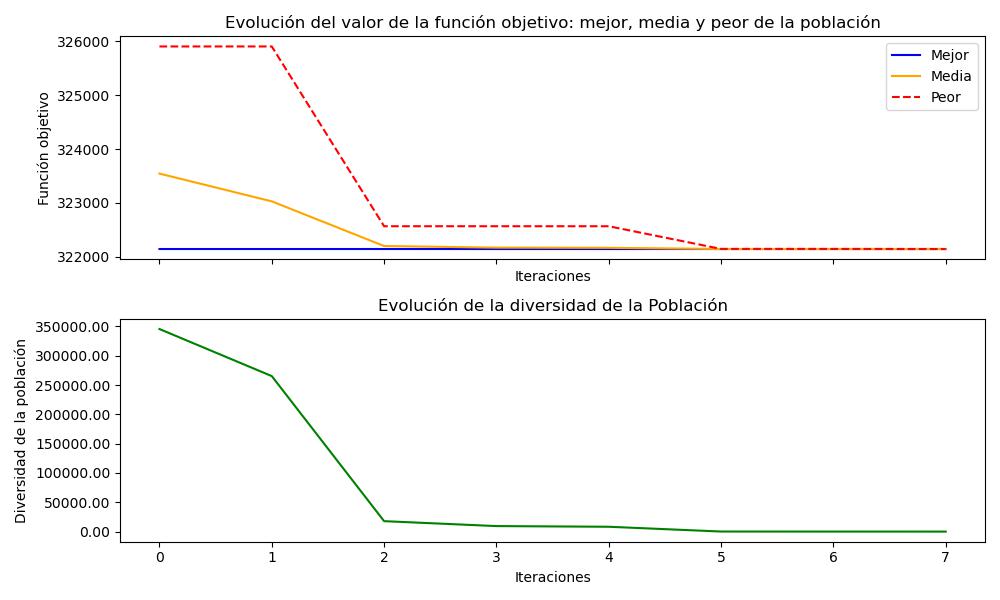 Evolución del valor de la función objetivo: mejor, media y peor de la población
326000
325000
324000
323000
322000
Función objetivo
Mejor
Media
Peor
Iteraciones
Evolución de la diversidad de la Población
350000.00
300000.00
250000.00
200000.00
150000.00
100000.00
50000.00
0.00
Diversidad de la población
0 1 2 3 4 5 6 7
Iteraciones